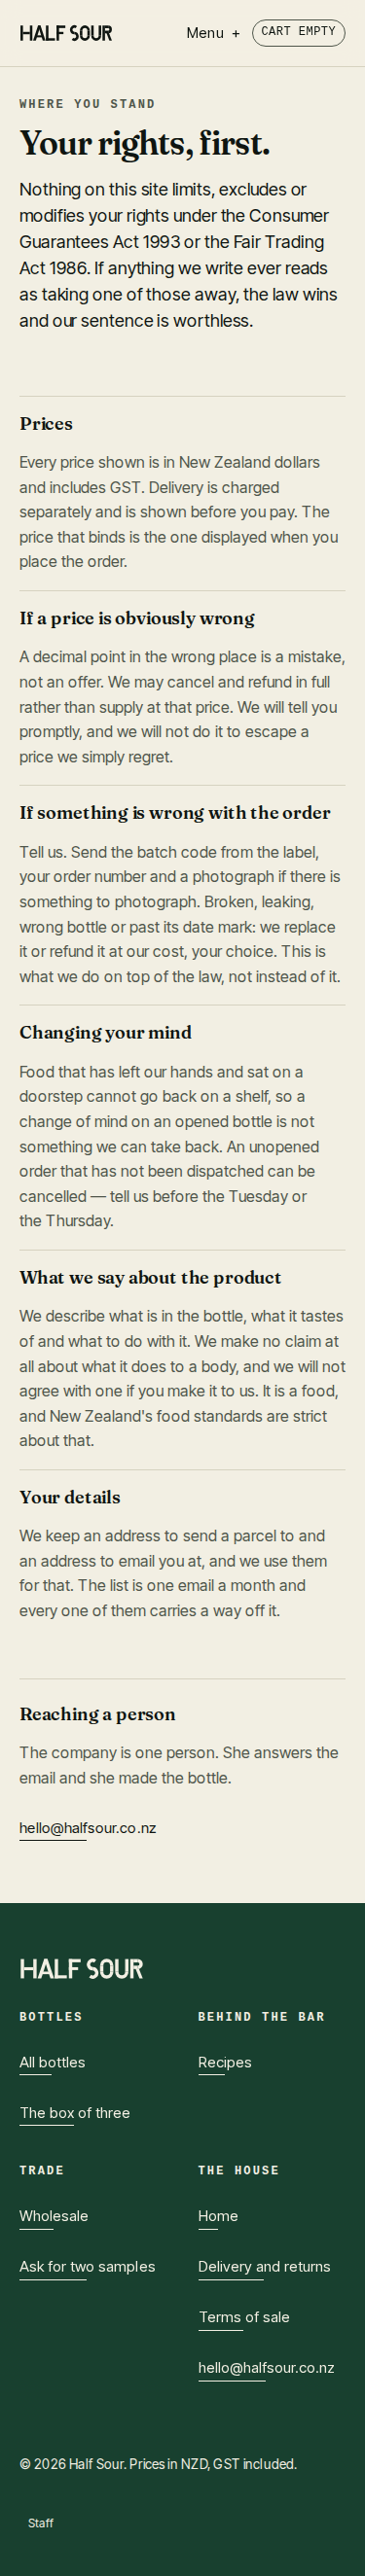 HALF SOUR
Menu +
CART EMPTY
WHERE YOU STAND
Your rights, first.
Nothing on this site limits, excludes or
modifies your rights under the Consumer
Guarantees Act 1993 or the Fair Trading
Act 1986. If anything we write ever reads
as taking one of those away, the law wins
and our sentence is worthless.
Prices
Every price shown is in New Zealand dollars
and includes GST. Delivery is charged
separately and is shown before you pay. The
price that binds is the one displayed when you
place the order.
If a price is obviously wrong
A decimal point in the wrong place is a mistake,
not an offer. We may cancel and refund in full
rather than supply at that price. We will tell you
promptly, and we will not do it to escape a
price we simply regret.
If something is wrong with the order
Tell us. Send the batch code from the label,
your order number and a photograph if there is
something to photograph. Broken, leaking,
wrong bottle or past its date mark: we replace
it or refund it at our cost, your choice. This is
what we do on top of the law, not instead of it.
Changing your mind
Food that has left our hands and sat on a
doorstep cannot go back on a shelf, so a
change of mind on an opened bottle is not
something we can take back. An unopened
order that has not been dispatched can be
cancelled — tell us before the Tuesday or
the Thursday.
What we say about the product
We describe what is in the bottle, what it tastes
of and what to do with it. We make no claim at
all about what it does to a body, and we will not
agree with one if you make it to us. It is a food,
and New Zealand's food standards are strict
about that.
Your details
We keep an address to send a parcel to and
an address to email you at, and we use them
for that. The list is one email a month and
every one of them carries a way off it.
Reaching a person
The company is one person. She answers the
email and she made the bottle.
hello@halfsour.co.nz
HALF SOUR
BOTTLES
All bottles
The box of three
BEHIND THE BAR
Recipes
TRADE
Wholesale
Ask for two samples
THE HOUSE
Home
Delivery and returns
Terms of sale
hello@halfsour.co.nz
© 2026 Half Sour. Prices in NZD, GST included.
Staff